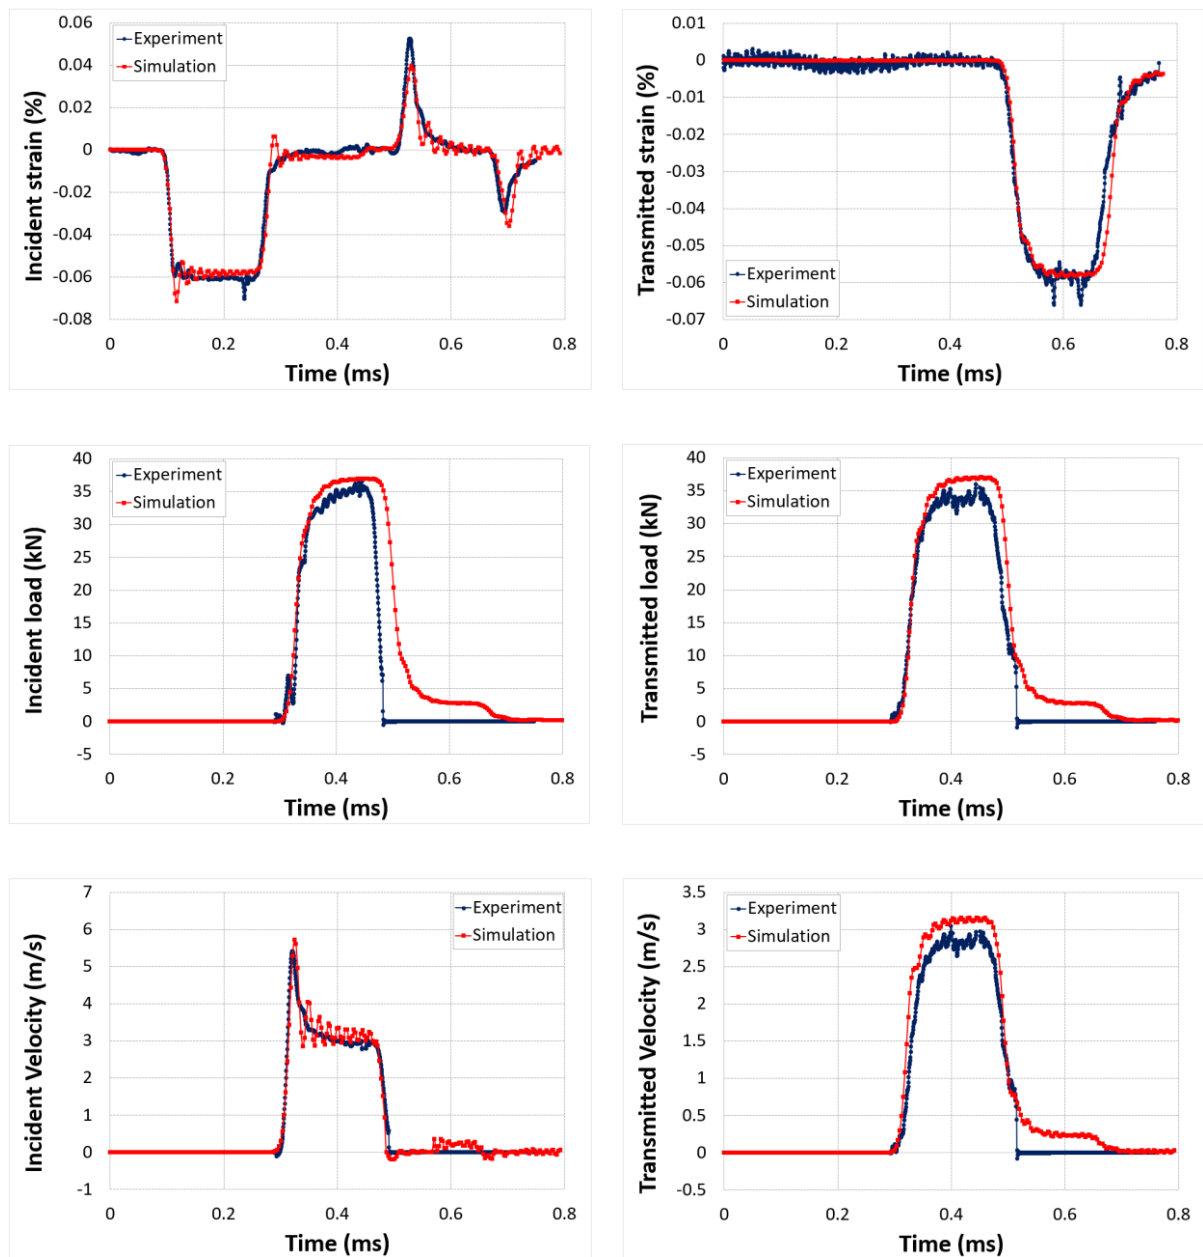 0.06
0.04
0.02
0
-0.02
-0.04
-0.06
-0.08
Incident strain (%)
Experiment
Simulation
0 0.2 0.4 0.6 0.8
Time (ms)
0.01
0
-0.01
-0.02
-0.03
-0.04
-0.05
-0.06
-0.07
Transmitted strain (%)
Experiment
Simulation
0 0.2 0.4 0.6 0.8
Time (ms)
40
35
30
25
20
15
10
5
0
-5
Incident load (kN)
Experiment
Simulation
0 0.2 0.4 0.6 0.8
Time (ms)
40
35
30
25
20
15
10
5
0
-5
Transmitted load (kN)
Experiment
Simulation
0 0.2 0.4 0.6 0.8
Time (ms)
7
6
5
4
3
2
1
0
-1
Incident Velocity (m/s)
Experiment
Simulation
0 0.2 0.4 0.6 0.8
Time (ms)
3.5
3
2.5
2
1.5
1
0.5
0
-0.5
Transmitted Velocity (m/s)
Experiment
Simulation
0 0.2 0.4 0.6 0.8
Time (ms)